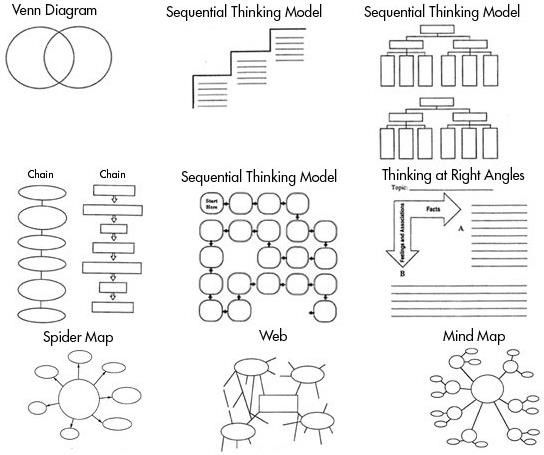 Venn Diagram
Sequential Thinking Model
Sequential Thinking Model
Chain
Chain
Sequential Thinking Model
Start
Here
Thinking at Right Angles
Topic:
Facts
A
Feelings and Associations
B
Spider Map
Web
Mind Map